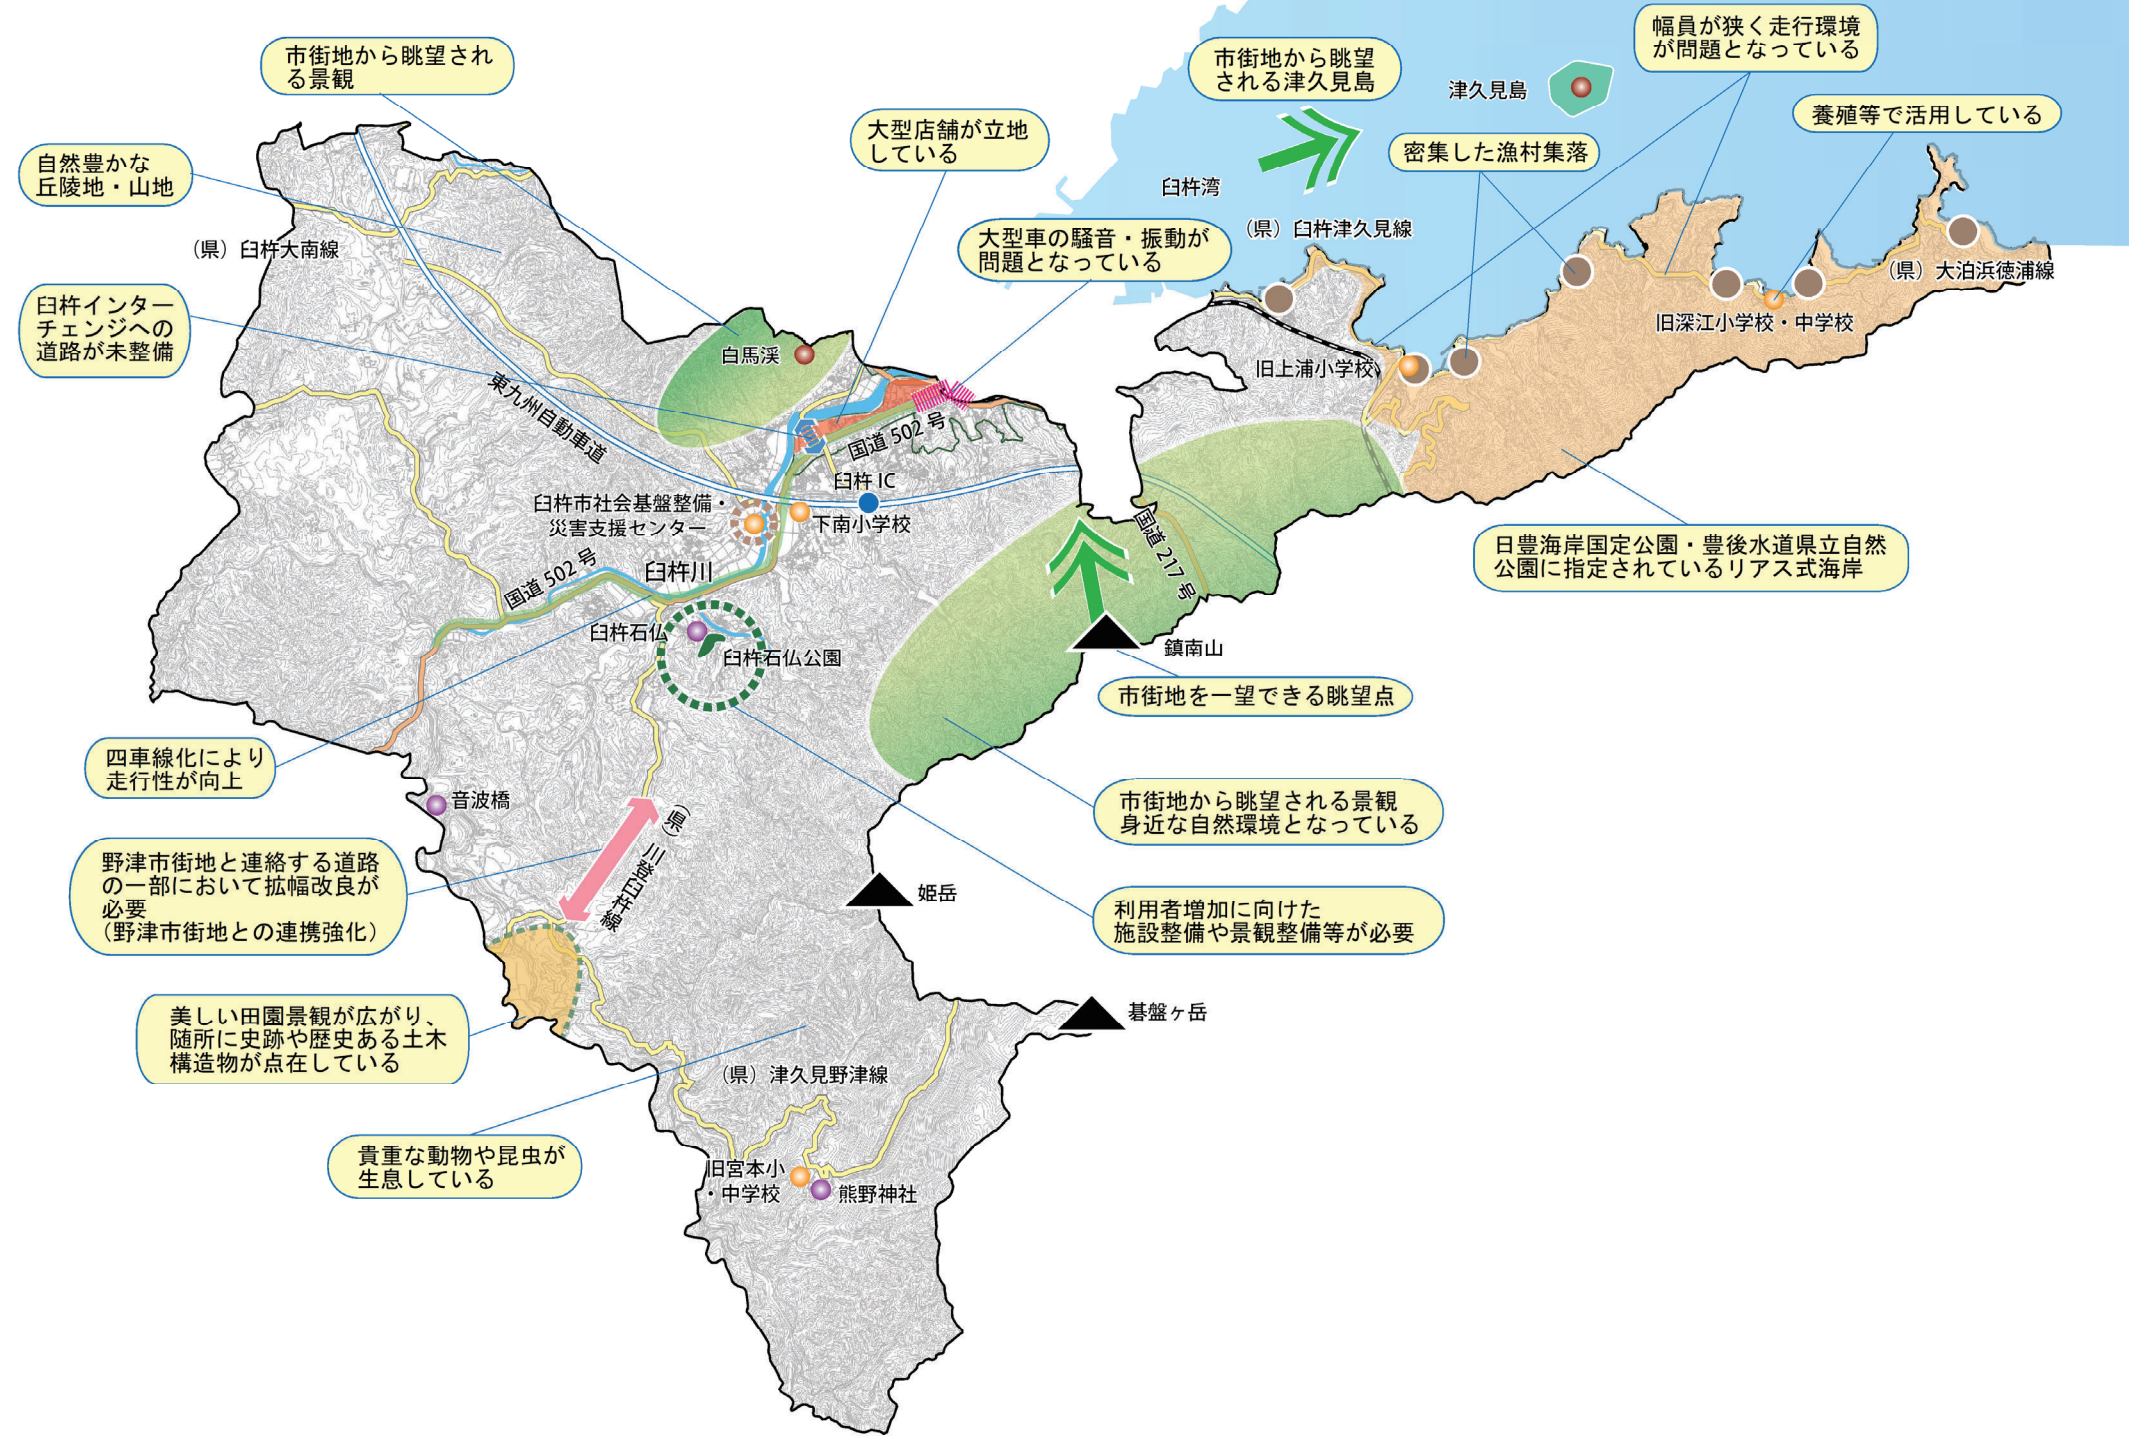 市街地から眺望され
る景観
市街地から眺望
される津久見島
幅員が狭く走行環境
が問題となっている
津久見島
養殖等で活用している
大型店舗が立地
している
密集した漁村集落
自然豊かな
丘陵地・山地
臼杵湾
(県)臼杵津久見線
大型車の騒音・振動が
問題となっている
(県)臼杵大南線
(県)大泊浜徳浦線
臼杵インター
チェンジへの
道路が未整備
旧深江小学校・中学校
白馬渓
旧上浦小学校
東九州自動車道
国道502号
臼杵IC
臼杵市社会基盤整備・
災害支援センター
下南小学校
国道217号
日豊海岸国定公園・豊後水道県立自然
公園に指定されているリアス式海岸
国道502号
臼杵川
臼杵石仏
臼杵石仏公園
鎮南山
市街地を一望できる眺望点
四車線化により
走行性が向上
音波橋
市街地から眺望される景観
身近な自然環境となっている
(県)川登臼杵線
野津市街地と連絡する道路
の一部において拡幅改良が
必要
(野津市街地との連携強化)
姫岳
利用者増加に向けた
施設整備や景観整備等が必要
美しい田園景観が広がり、
随所に史跡や歴史ある土木
構造物が点在している
碁盤ヶ岳
(県)津久見野津線
貴重な動物や昆虫が
生息している
旧宮本小
・中学校
熊野神社